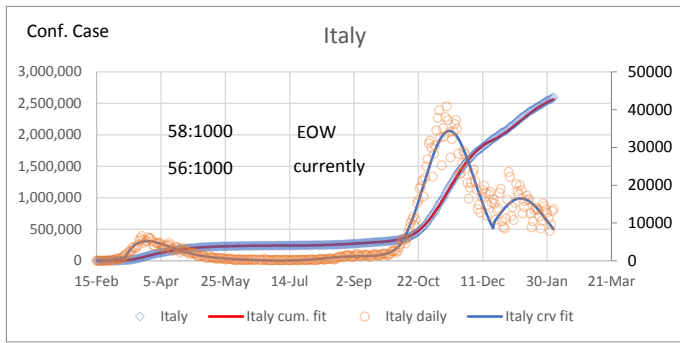 Conf. Case
Italy
3,000,000
2,500,000
2,000,000
1,500,000
1,000,000
500,000
0
50000
40000
30000
20000
10000
0
58:1000 EOW
56:1000 currently
15-Feb 5-Apr 25-May 14-Jul 2-Sep 22-Oct 11-Dec 30-Jan 21-Mar
Italy Italy cum. fit Italy daily Italy crv fit